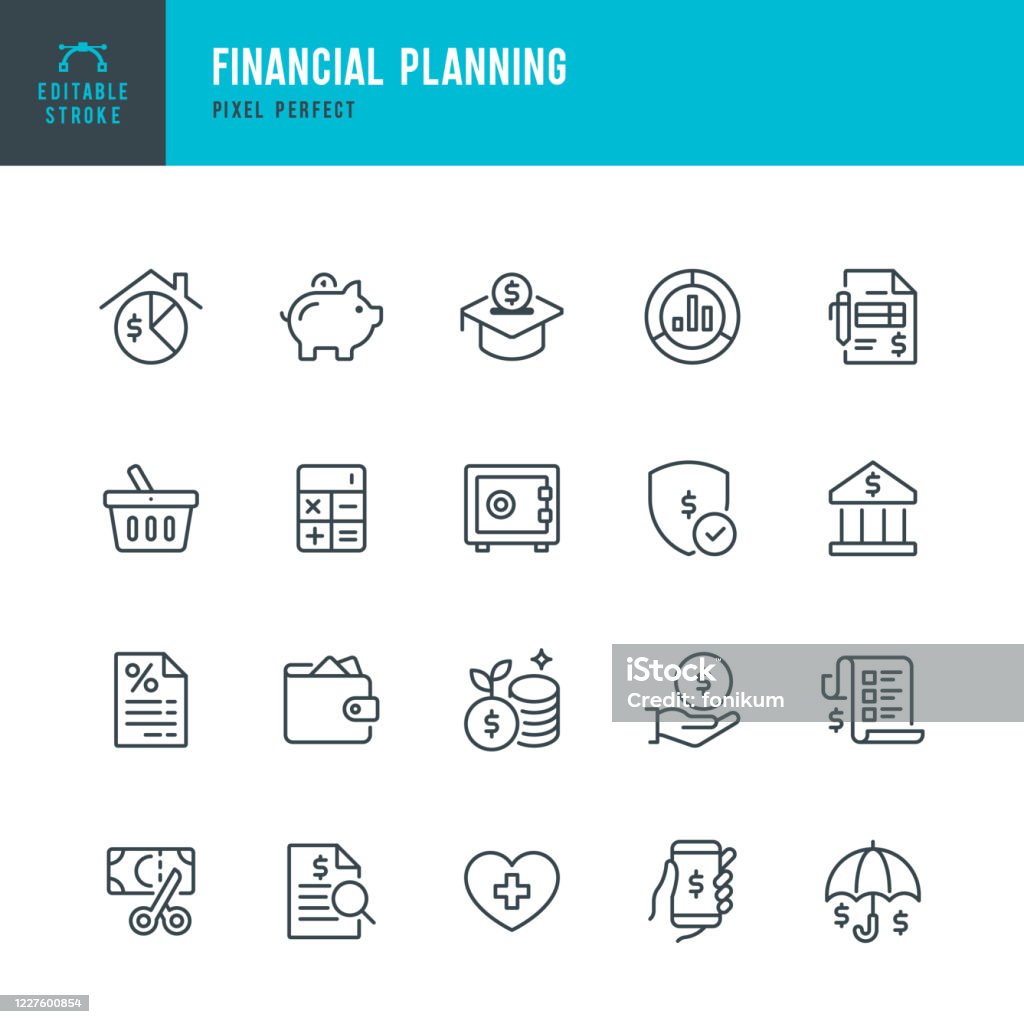 EDITABLE
STROKE
FINANCIAL PLANNING
PIXEL PERFECT
$
$
$
$
$
%
$
$
$
$
$
$ $
iStock
Credit: fonikum
1227600854